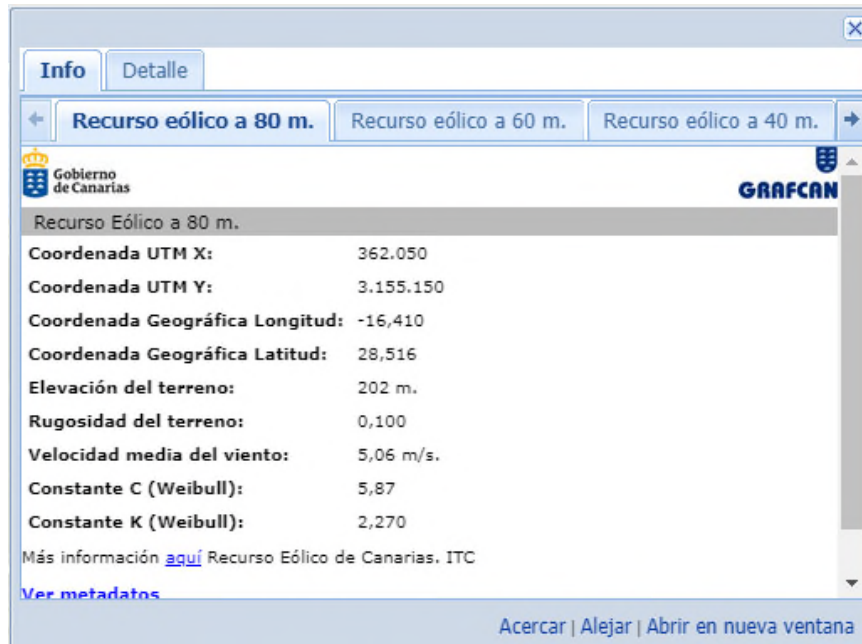 Info Detalle
Recurso eólico a 80 m. Recurso eólico a 60 m. Recurso eólico a 40 m.
Gobierno
de Canarias
GRAFCAN
Recurso Eólico a 80 m.
Coordenada UTM X: 362.050
Coordenada UTM Y: 3.155.150
Coordenada Geográfica Longitud: -16,410
Coordenada Geográfica Latitud: 28,516
Elevación del terreno: 202 m.
Rugosidad del terreno: 0,100
Velocidad media del viento: 5,06 m/s.
Constante C (Weibull): 5,87
Constante K (Weibull): 2,270
Más información aquí Recurso Eólico de Canarias. ITC
Ver metadatos
Acercar | Alejar | Abrir en nueva ventana